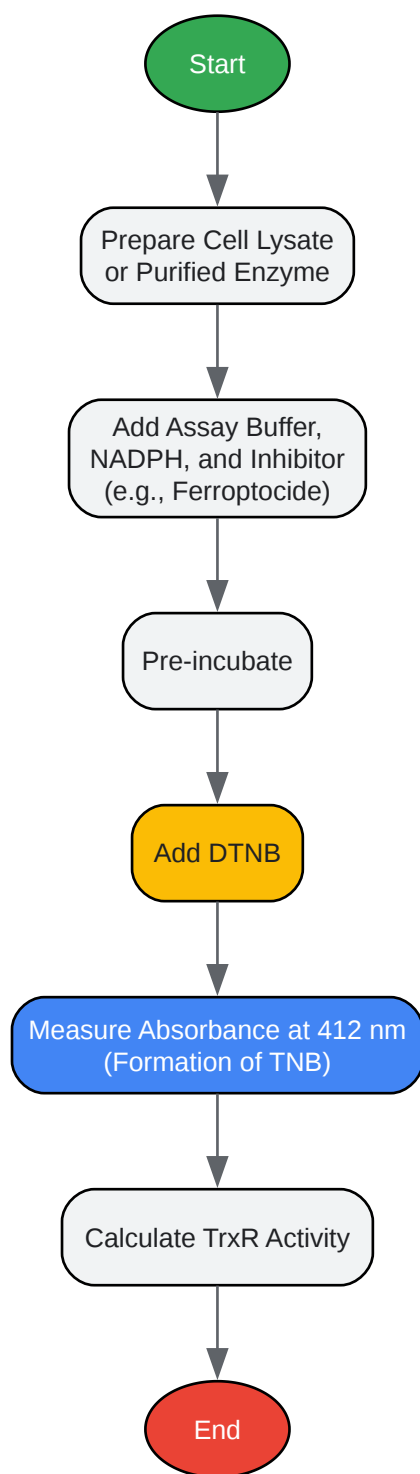 Start
Prepare Cell Lysate
or Purified Enzyme
Add Assay Buffer,
NADPH, and Inhibitor
(e.g., Ferroptocide)
Pre-incubate
Add DTNB
Measure Absorbance at 412 nm
(Formation of TNB)
Calculate TrxR Activity
End